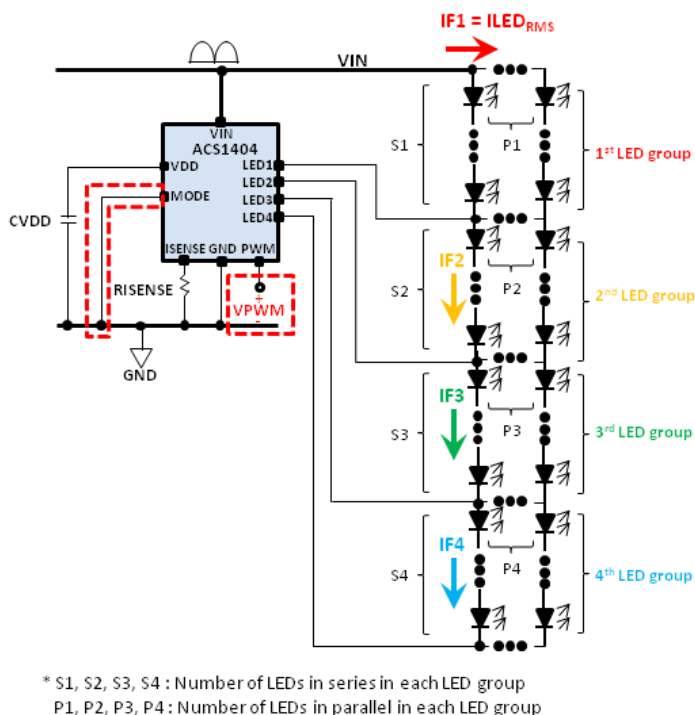 IF1 = ILEDRMS
VIN
VIN
ACS1404
VDD
MODE
LED1
LED2
LED3
LED4
ISENSE GND PWM
CVDD
RISENSE
+
VPWM
-
GND
S1
P1
1st LED group
IF2
S2
P2
2nd LED group
IF3
S3
P3
3rd LED group
IF4
S4
P4
4th LED group
* S1, S2, S3, S4 : Number of LEDs in series in each LED group
P1, P2, P3, P4 : Number of LEDs in parallel in each LED group